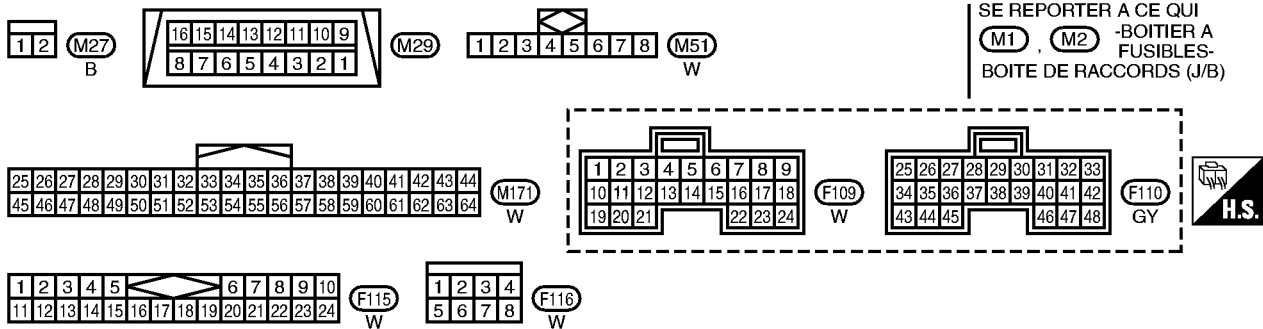 1 2 M27
B
16 15 14 13 12 11 10 9
8 7 6 5 4 3 2 1
M29
1 2 3 4 5 6 7 8 M51
W
SE REPORTER A CE QUI
M1 , M2 -BOITIER A
FUSIBLES-
BOITE DE RACCORDS (J/B)
25 26 27 28 29 30 31 32 33 34 35 36 37 38 39 40 41 42 43 44
45 46 47 48 49 50 51 52 53 54 55 56 57 58 59 60 61 62 63 64
M171
W
1 2 3 4 5 6 7 8 9
10 11 12 13 14 15 16 17 18
19 20 21 22 23 24
F109
W
25 26 27 28 29 30 31 32 33
34 35 36 37 38 39 40 41 42
43 44 45 46 47 48
F110
GY
H.S.
1 2 3 4 5 6 7 8 9 10
11 12 13 14 15 16 17 18 19 20 21 22 23 24
F115
W
1 2 3 4
5 6 7 8
F116
W